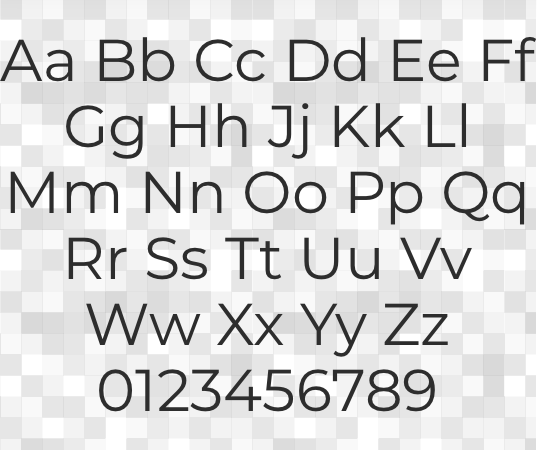 Aa Bb Cc Dd Ee Ff
Gg Hh Jj Kk Ll
Mm Nn Oo Pp Qq
Rr Ss Tt Uu Vv
Ww Xx Yy Zz
0123456789